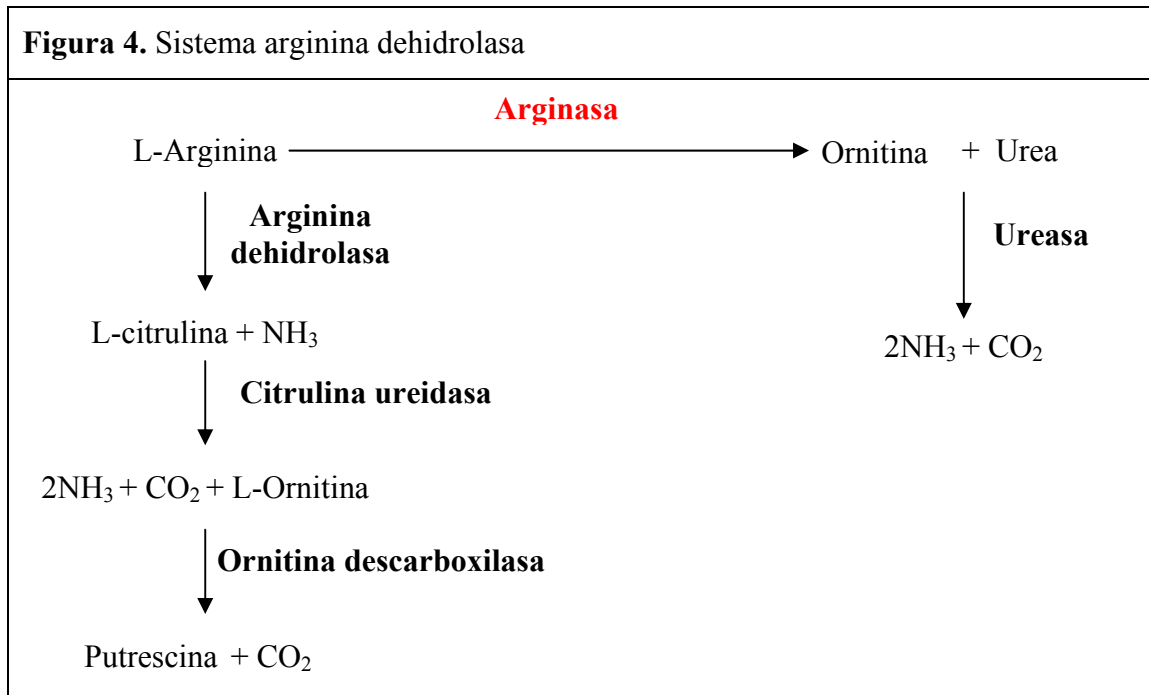 Figura 4. Sistema arginina dehidrolasa
Arginasa
L-Arginina
Ornitina + Urea
Arginina
dehidrolasa
Ureasa
L-citrulina + NH₃
2NH₃ + CO₂
Citrulina ureidasa
2NH₃ + CO₂ + L-Ornitina
Ornitina descarboxilasa
Putrescina + CO₂